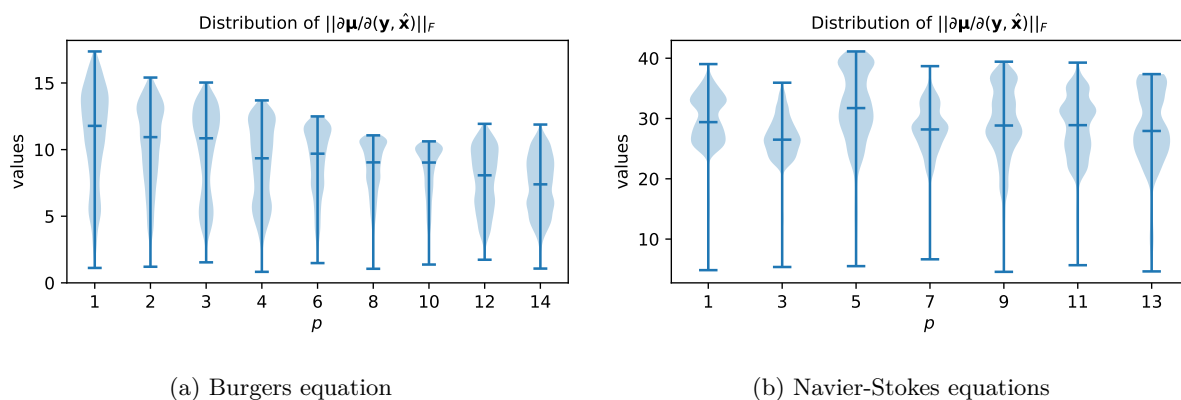 Distribution of ||∂𝛍/∂(𝐲, 𝐱̂)||_F
values
15
10
5
0
1 2 3 4 6 8 10 12 14
p
(a) Burgers equation
Distribution of ||∂𝛍/∂(𝐲, 𝐱̂)||_F
values
40
30
20
10
1 3 5 7 9 11 13
p
(b) Navier-Stokes equations